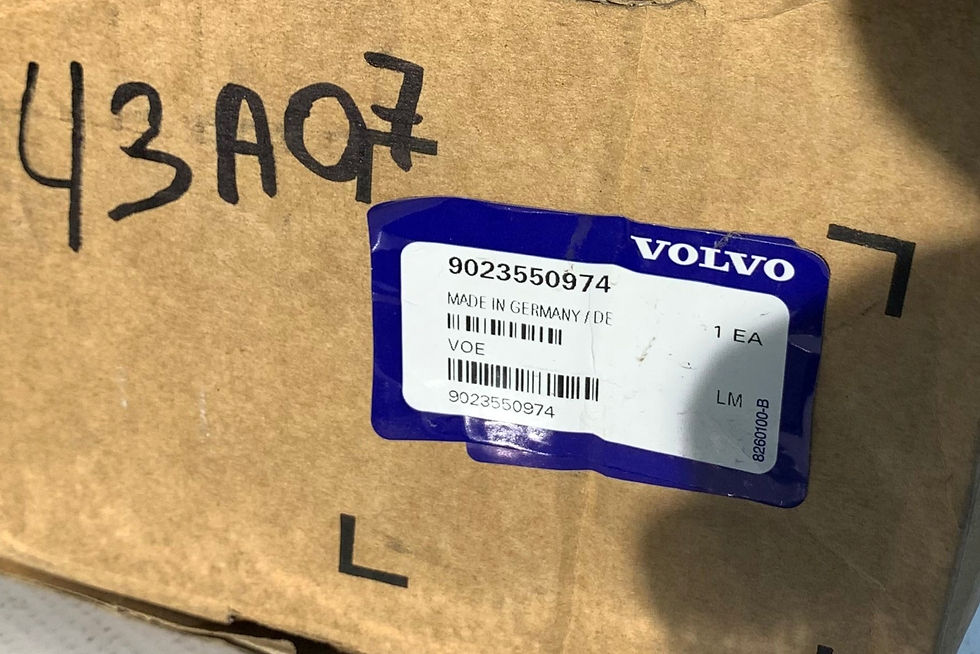 43A07
VOLVO
9023550974
MADE IN GERMANY / DE
1 EA
VOE
9023550974
LM
8260100-B